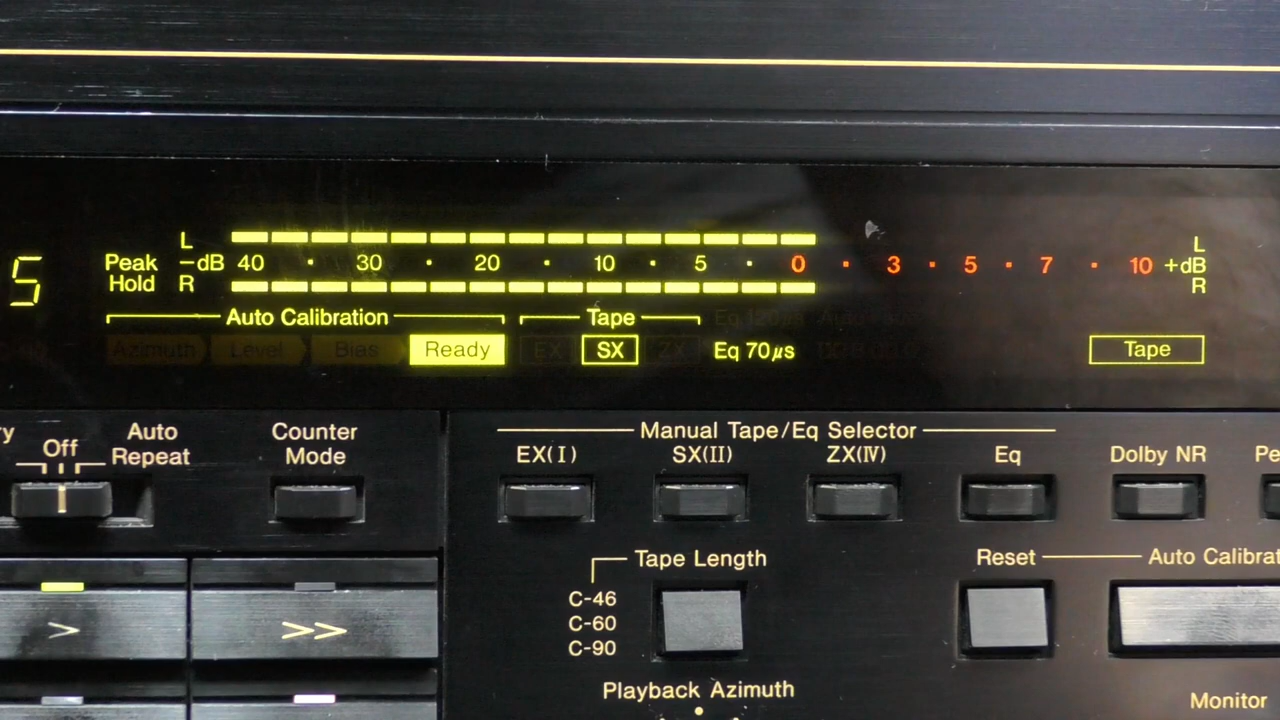 L
Peak
Hold
-dB 40 · 30 · 20 · 10 · 5 · 0 · 3 · 5 · 7 · 10 +dB
R
L
R
5
Auto Calibration
Tape
Eq 120µs
Azimuth Level Bias Ready
EX SX ZX Eq 70µs
Tape
Off
Auto
Repeat
Counter
Mode
Manual Tape/Eq Selector
EX(I) SX(II) ZX(IV) Eq Dolby NR
Tape Length
C-46
C-60
C-90
Reset
Auto Calibrat
> >>
Playback Azimuth
Monitor